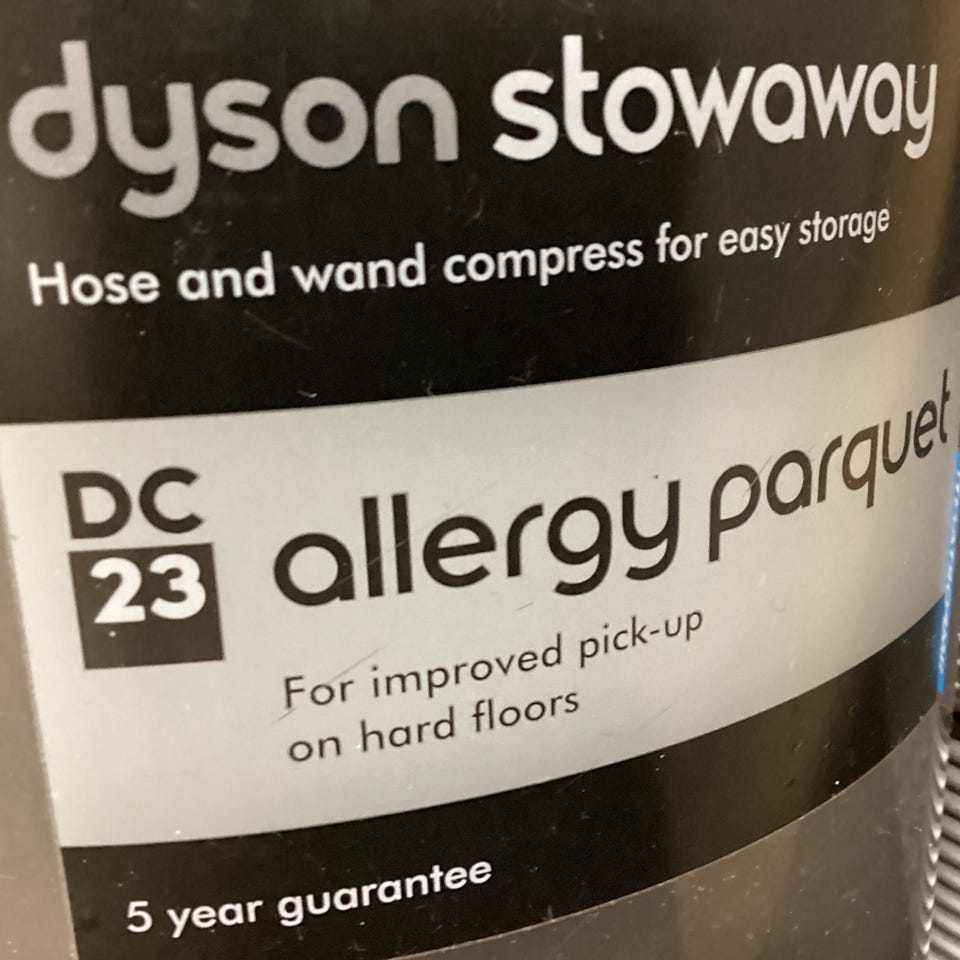 dyson stowaway
Hose and wand compress for easy storage
DC
23
allergy parquet
For improved pick-up
on hard floors
5 year guarantee